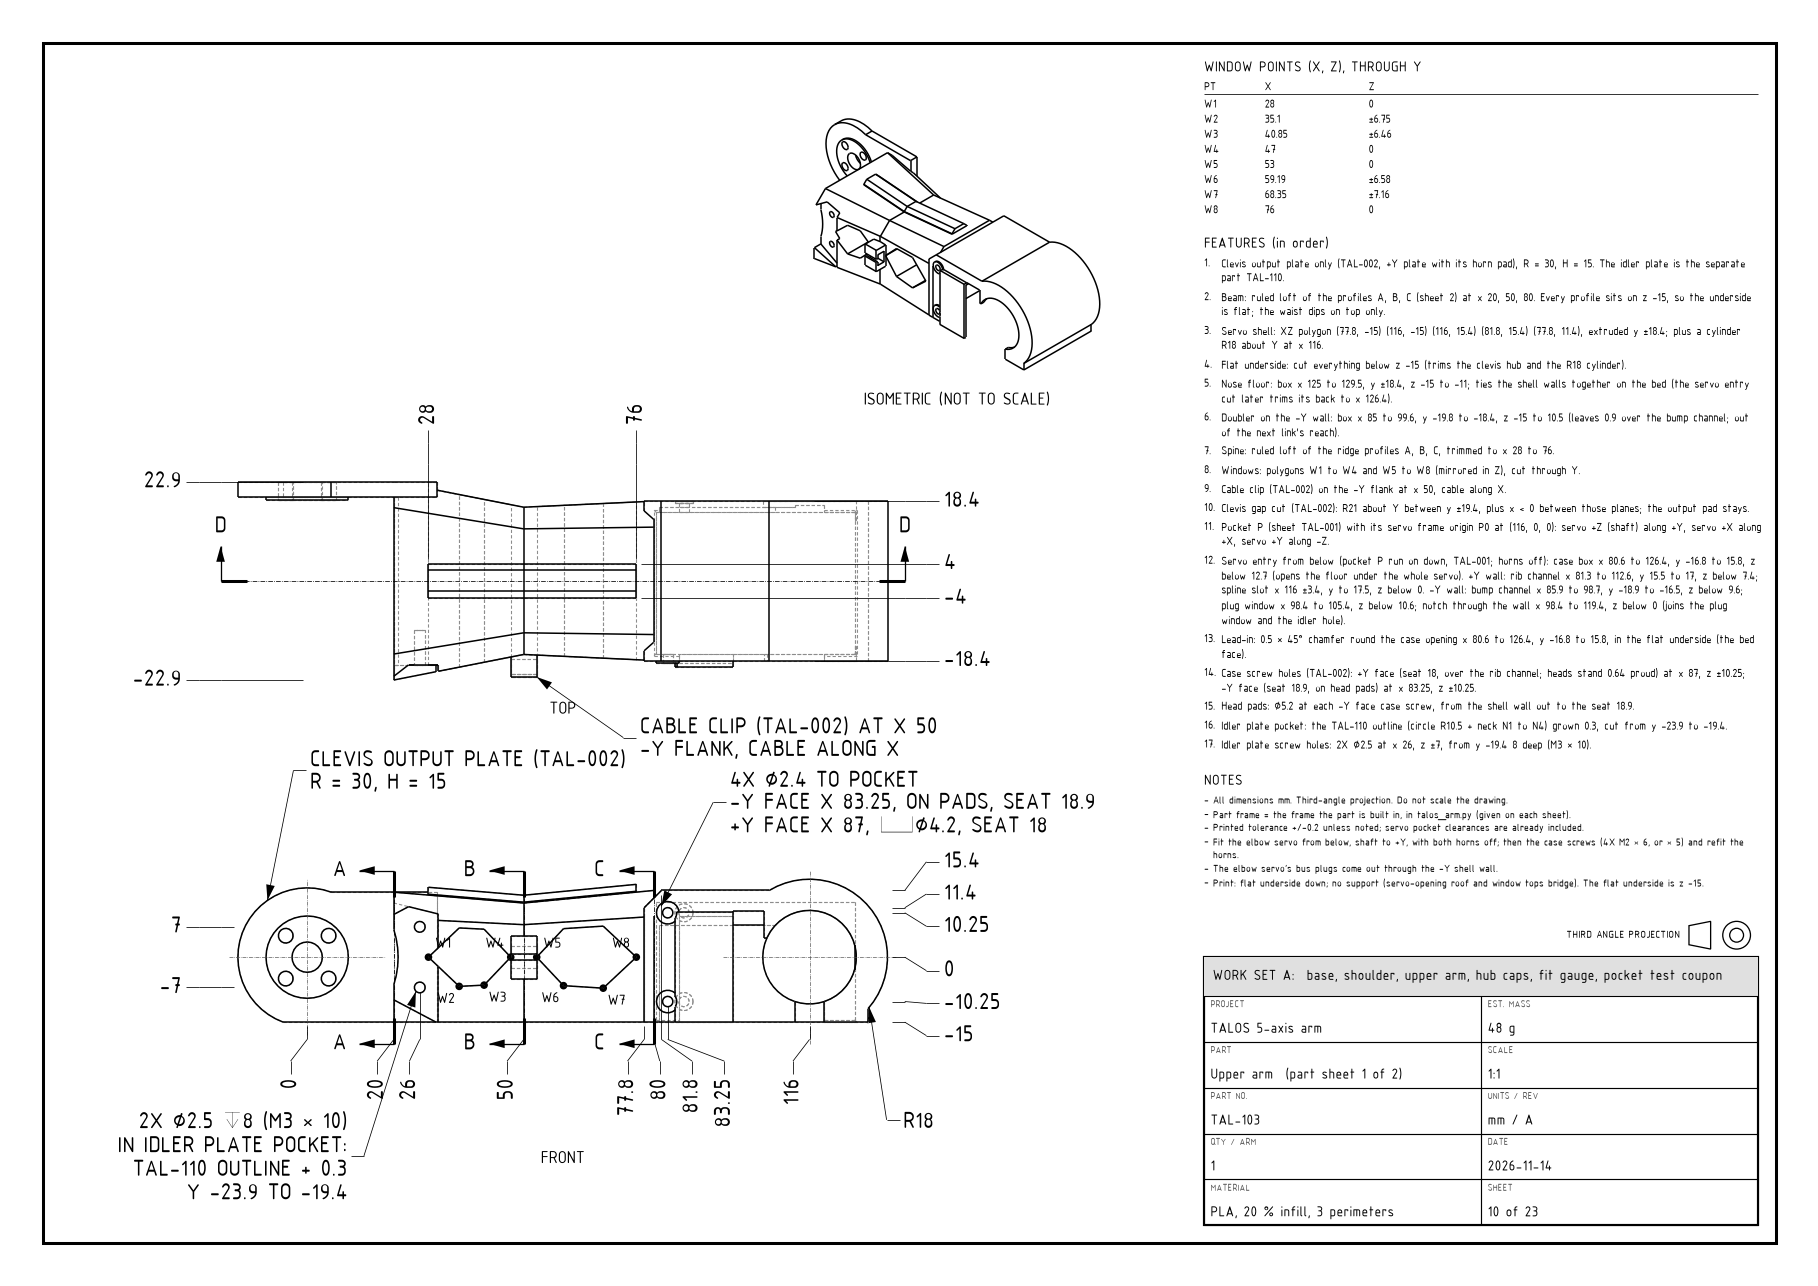 WINDOW POINTS (X, Z), THROUGH Y
PT X Z
W1 28 0
W2 35.1 ±6.75
W3 40.85 ±6.46
W4 47 0
W5 53 0
W6 59.19 ±6.58
W7 68.35 ±7.16
W8 76 0
FEATURES (in order)
1. Clevis output plate only (TAL-002, +Y plate with its horn pad), R = 30, H = 15. The idler plate is the separate
part TAL-110.
2. Beam: ruled loft of the profiles A, B, C (sheet 2) at x 20, 50, 80. Every profile sits on z -15, so the underside
is flat; the waist dips on top only.
3. Servo shell: XZ polygon (77.8, -15) (116, -15) (116, 15.4) (81.8, 15.4) (77.8, 11.4), extruded y ±18.4; plus a cylinder
R18 about Y at x 116.
4. Flat underside: cut everything below z -15 (trims the clevis hub and the R18 cylinder).
5. Nose floor: box x 125 to 129.5, y ±18.4, z -15 to -11; ties the shell walls together on the bed (the servo entry
cut later trims its back to x 126.4).
6. Doubler on the -Y wall: box x 85 to 99.6, y -19.8 to -18.4, z -15 to 10.5 (leaves 0.9 over the bump channel; out
of the next link's reach).
7. Spine: ruled loft of the ridge profiles A, B, C, trimmed to x 28 to 76.
8. Windows: polygons W1 to W4 and W5 to W8 (mirrored in Z), cut through Y.
9. Cable clip (TAL-002) on the -Y flank at x 50, cable along X.
10. Clevis gap cut (TAL-002): R21 about Y between y ±19.4, plus x < 0 between those planes; the output pad stays.
11. Pocket P (sheet TAL-001) with its servo frame origin P0 at (116, 0, 0): servo +Z (shaft) along +Y, servo +X along
+X, servo +Y along -Z.
12. Servo entry from below (pocket P run on down, TAL-001; horns off): case box x 80.6 to 126.4, y -16.8 to 15.8, z
below 12.7 (opens the floor under the whole servo). +Y wall: rib channel x 81.3 to 112.6, y 15.5 to 17, z below 7.4;
spline slot x 116 ±3.4, y to 17.5, z below 0. -Y wall: bump channel x 85.9 to 98.7, y -18.9 to -16.5, z below 9.6;
plug window x 98.4 to 105.4, z below 10.6; notch through the wall x 98.4 to 119.4, z below 0 (joins the plug
window and the idler hole).
13. Lead-in: 0.5 × 45° chamfer round the case opening x 80.6 to 126.4, y -16.8 to 15.8, in the flat underside (the bed
face).
14. Case screw holes (TAL-002): +Y face (seat 18, over the rib channel; heads stand 0.64 proud) at x 87, z ±10.25;
-Y face (seat 18.9, on head pads) at x 83.25, z ±10.25.
15. Head pads: Ø5.2 at each -Y face case screw, from the shell wall out to the seat 18.9.
16. Idler plate pocket: the TAL-110 outline (circle R10.5 + neck N1 to N4) grown 0.3, cut from y -23.9 to -19.4.
17. Idler plate screw holes: 2X Ø2.5 at x 26, z ±7, from y -19.4 8 deep (M3 × 10).
NOTES
- All dimensions mm. Third-angle projection. Do not scale the drawing.
- Part frame = the frame the part is built in, in talos_arm.py (given on each sheet).
- Printed tolerance +/-0.2 unless noted; servo pocket clearances are already included.
- Fit the elbow servo from below, shaft to +Y, with both horns off; then the case screws (4X M2 × 6, or × 5) and refit the
horns.
- The elbow servo's bus plugs come out through the -Y shell wall.
- Print: flat underside down; no support (servo-opening roof and window tops bridge). The flat underside is z -15.
ISOMETRIC (NOT TO SCALE)
28 76
22.9
18.4
D D
4
-4
-18.4
-22.9
TOP
CABLE CLIP (TAL-002) AT X 50
-Y FLANK, CABLE ALONG X
CLEVIS OUTPUT PLATE (TAL-002)
R = 30, H = 15
4X Ø2.4 TO POCKET
-Y FACE X 83.25, ON PADS, SEAT 18.9
+Y FACE X 87, ⌴Ø4.2, SEAT 18
A B C
15.4
11.4
10.25
7
0
-7
-10.25
-15
W1 W4 W5 W8
W2 W3 W6 W7
A B C
0 20 26 50 77.8 80 81.8 83.25 116
R18
2X Ø2.5 ↧8 (M3 × 10)
IN IDLER PLATE POCKET:
TAL-110 OUTLINE + 0.3
Y -23.9 TO -19.4
FRONT
THIRD ANGLE PROJECTION
WORK SET A: base, shoulder, upper arm, hub caps, fit gauge, pocket test coupon
PROJECT EST. MASS
TALOS 5-axis arm 48 g
PART SCALE
Upper arm (part sheet 1 of 2) 1:1
PART NO. UNITS / REV
TAL-103 mm / A
QTY / ARM DATE
1 2026-11-14
MATERIAL SHEET
PLA, 20 % infill, 3 perimeters 10 of 23